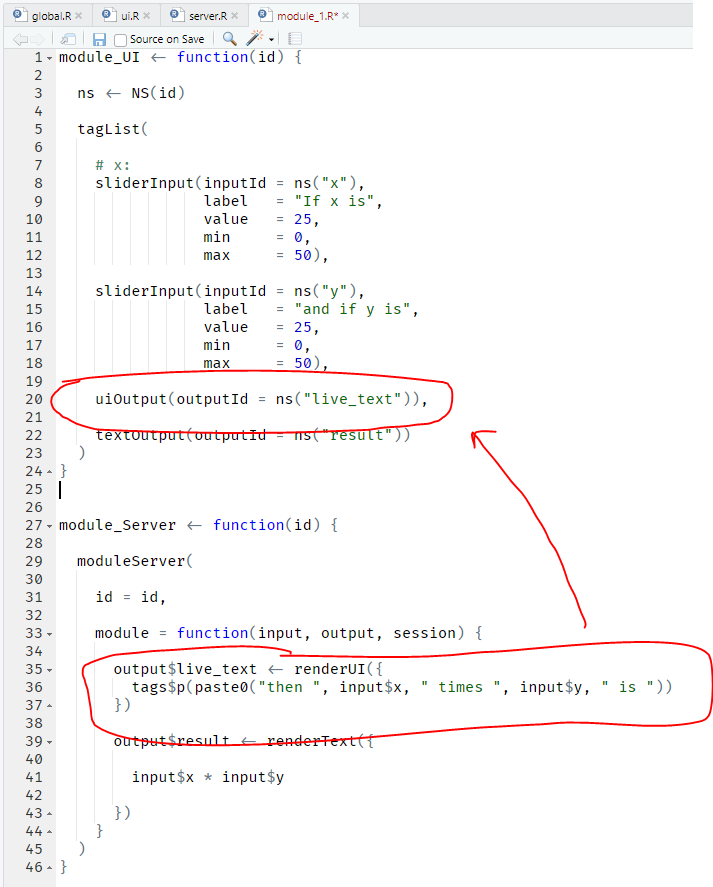 global.R ui.R server.R module_1.R*
Source on Save
1 module_UI <- function(id) {
2
3   ns <- NS(id)
4
5   tagList(
6
7     # x:
8     sliderInput(inputId = ns("x"),
9                 label   = "If x is",
10                 value   = 25,
11                 min     = 0,
12                 max     = 50),
13
14     sliderInput(inputId = ns("y"),
15                 label   = "and if y is",
16                 value   = 25,
17                 min     = 0,
18                 max     = 50),
19
20     uiOutput(outputId = ns("live_text")),
21
22     textOutput(outputId = ns("result"))
23   )
24 }
25
26
27 module_Server <- function(id) {
28
29   moduleServer(
30
31     id = id,
32
33     module = function(input, output, session) {
34
35       output$live_text <- renderUI({
36         tags$p(paste0("then ", input$x, " times ", input$y, " is "))
37       })
38
39       output$result <- renderText({
40
41         input$x * input$y
42
43       })
44     }
45   )
46 }